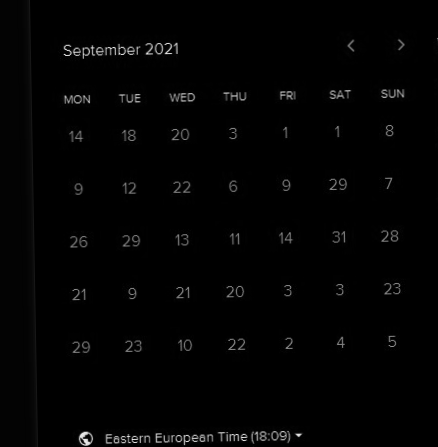 September 2021
MON TUE WED THU FRI SAT SUN
14 18 20 3 1 1 8
9 12 22 6 9 29 7
26 29 13 11 14 31 28
21 9 21 20 3 3 23
29 23 10 22 2 4 5
Eastern European Time (18:09)